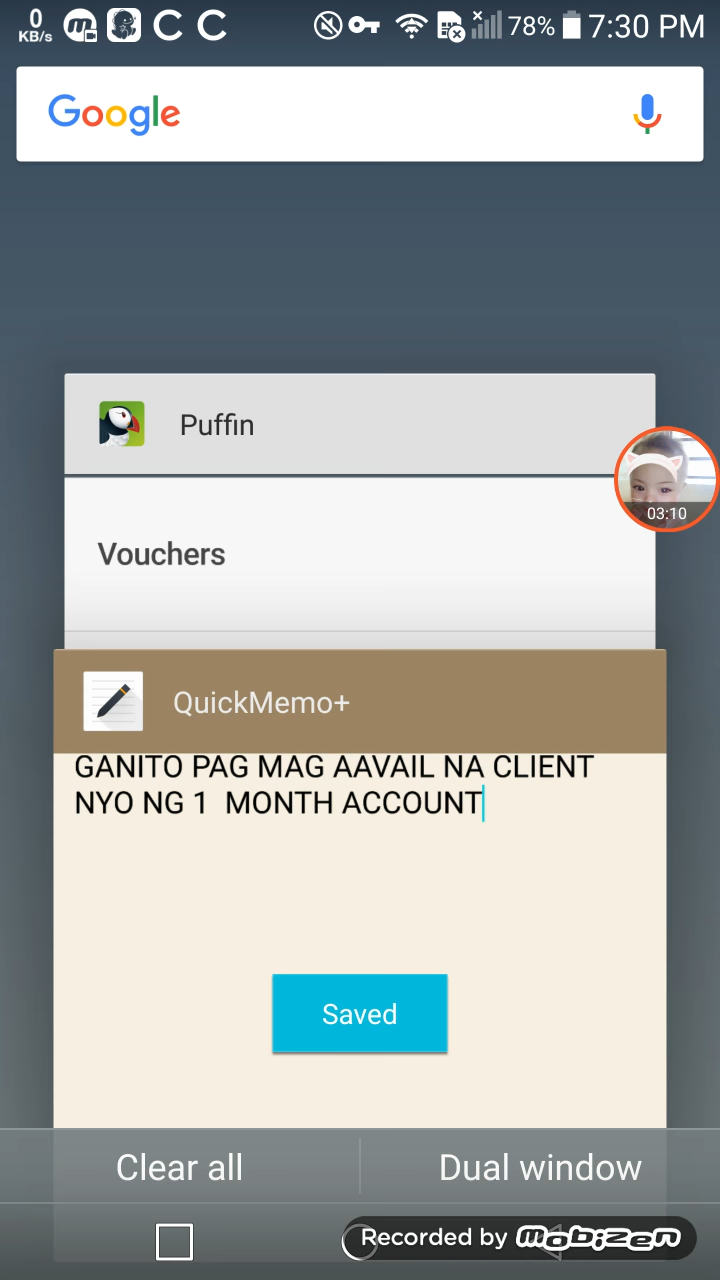 0
KB/s
78%
7:30 PM
Google
Puffin
03:10
Vouchers
QuickMemo+
GANITO PAG MAG AAVAIL NA CLIENT
NYO NG 1 MONTH ACCOUNT
Saved
Clear all
Dual window
Recorded by mobizen